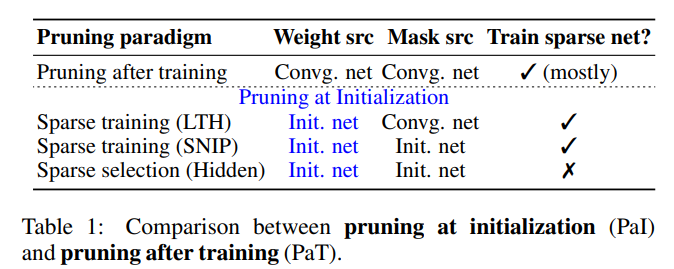 Pruning paradigm Weight src Mask src Train sparse net?
Pruning after training Convg. net Convg. net ✓ (mostly)
Pruning at Initialization
Sparse training (LTH) Init. net Convg. net ✓
Sparse training (SNIP) Init. net Init. net ✓
Sparse selection (Hidden) Init. net Init. net ✗
Table 1: Comparison between pruning at initialization (PaI)
and pruning after training (PaT).